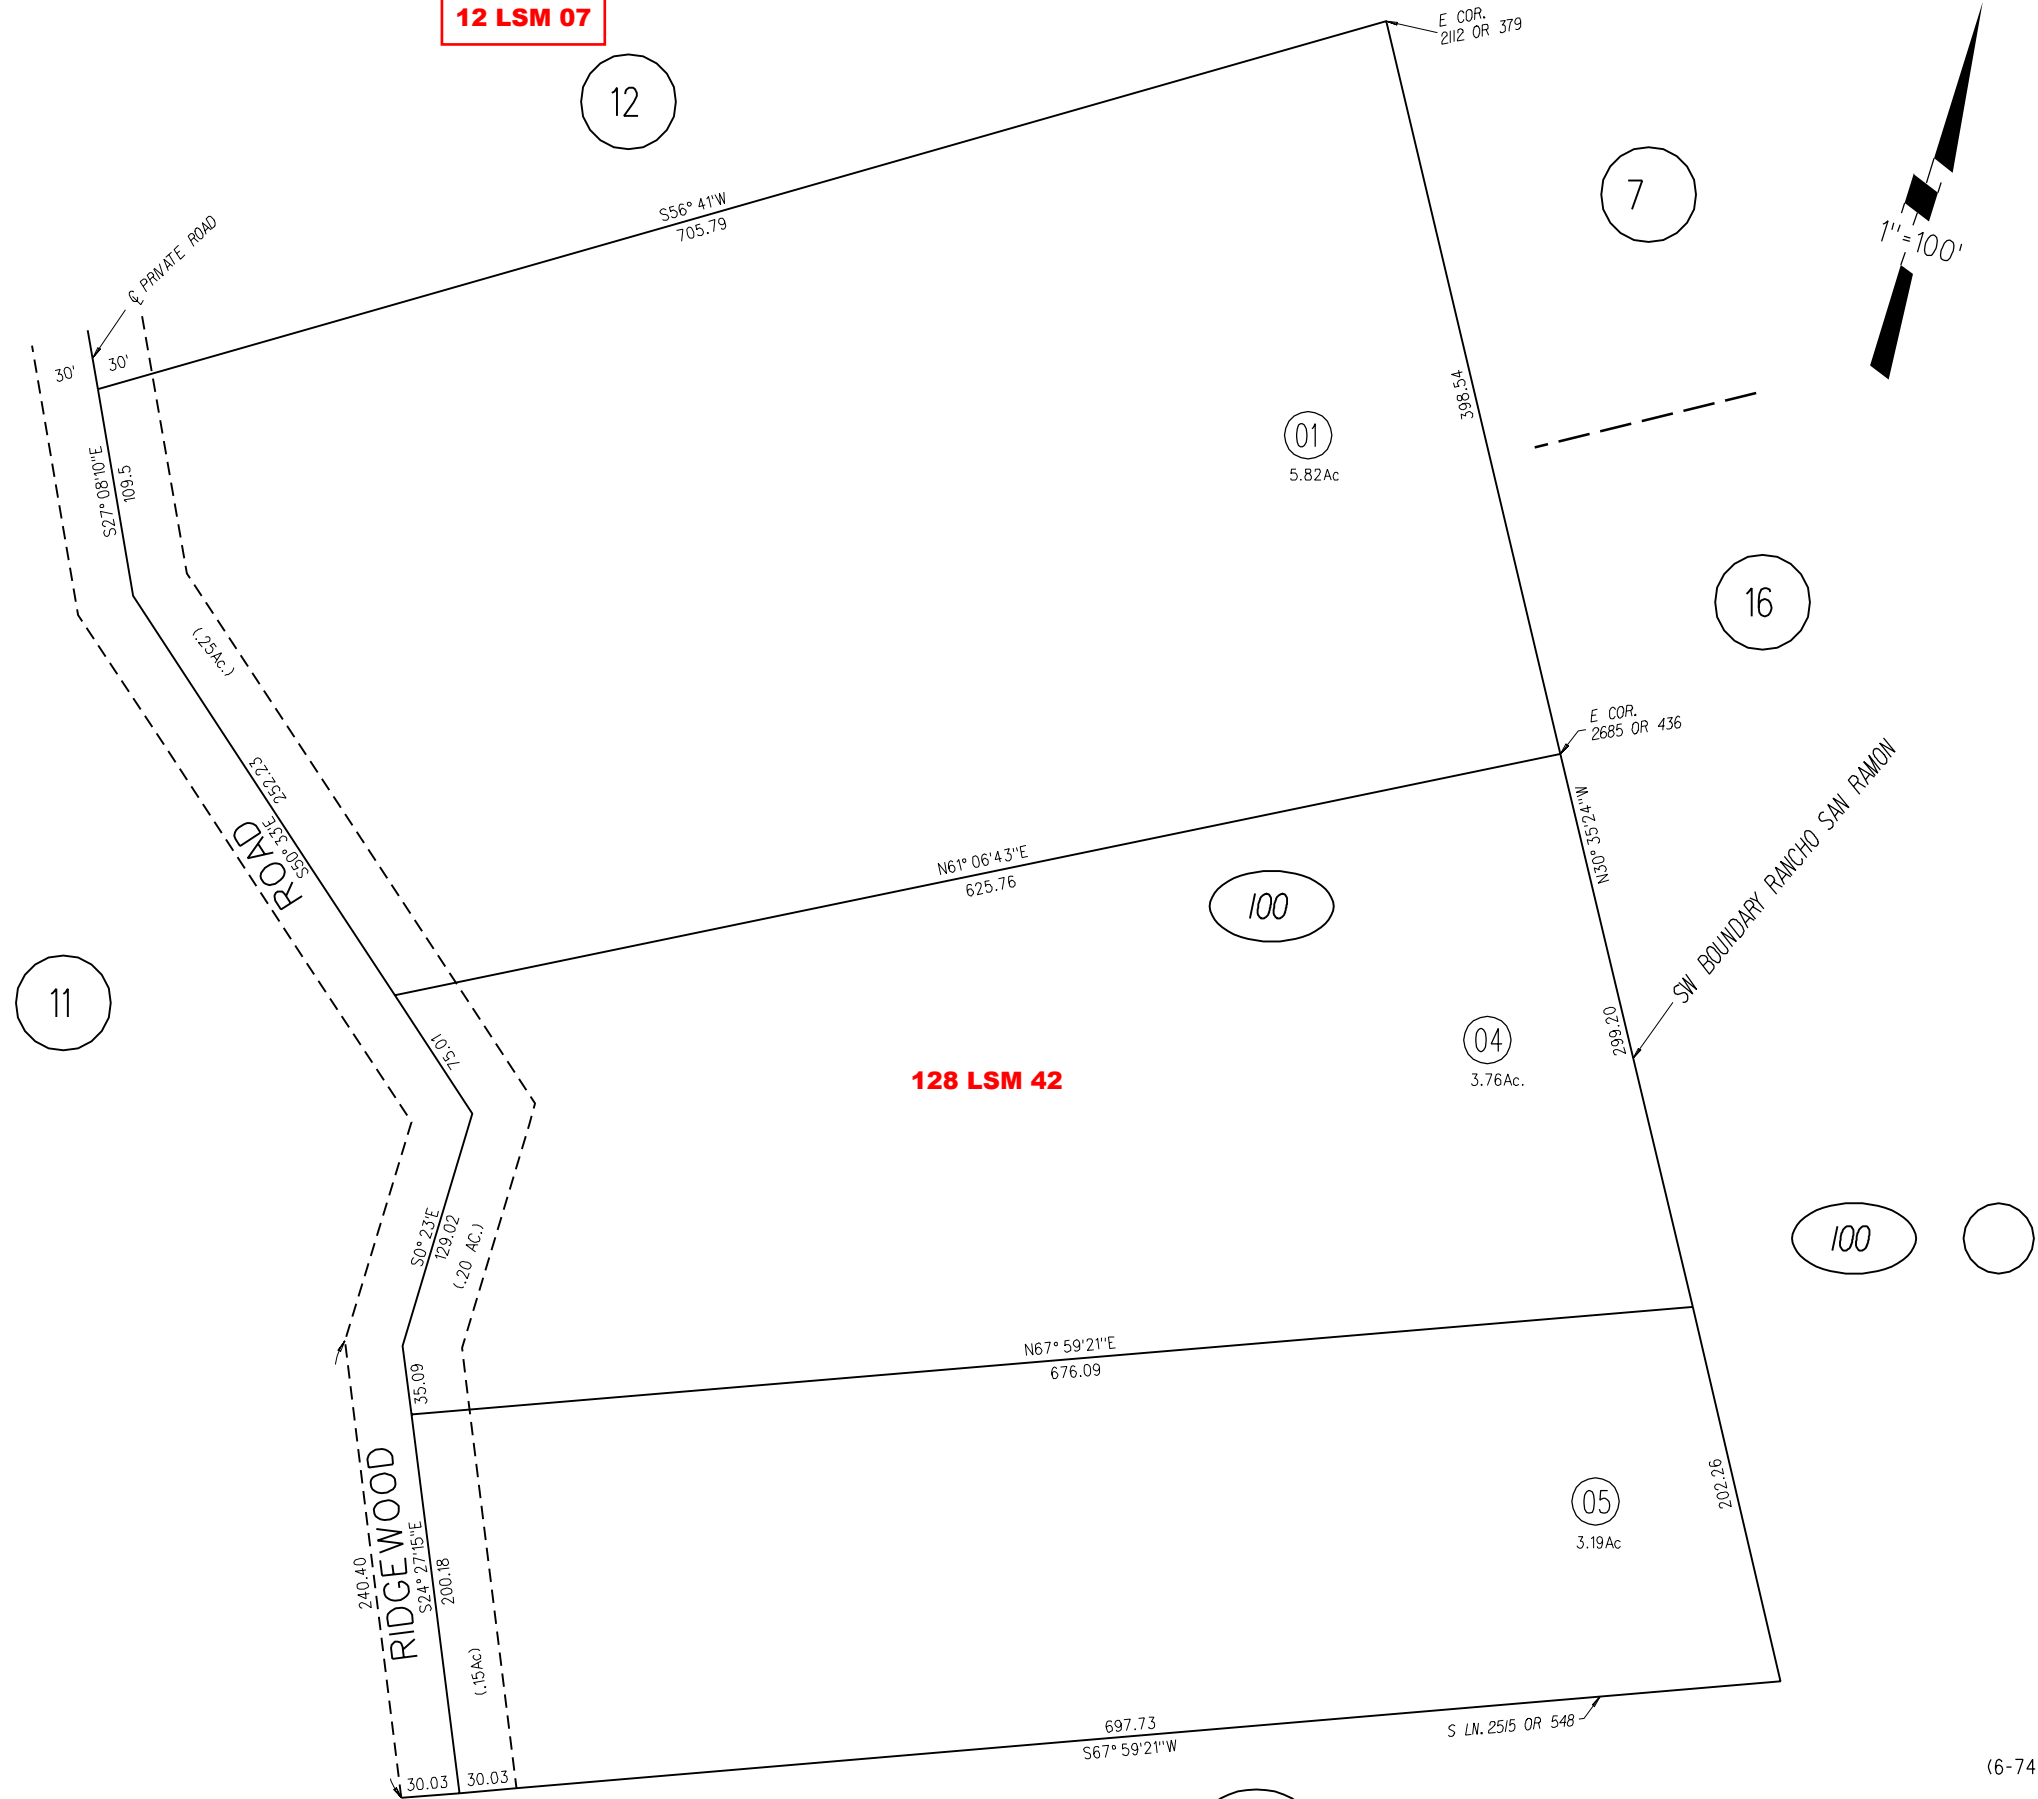 12 LSM 07
E COR.
2112 OR 379
12
7
1"=100'
S56° 41'W
705.79
℄ PRIVATE ROAD
30'
30'
S27° 08'10"E
109.5
398.54
01
5.82Ac
16
(.25Ac.)
E COR.
2685 OR 436
SW BOUNDARY RANCHO SAN RAMON
252.23
S50° 33'E
ROAD
N61° 06'43"E
625.76
N30° 35'24"W
100
11
75.01
299.20
04
3.76Ac.
128 LSM 42
S0° 23'E
129.02
(.20 AC.)
100
N67° 59'21"E
676.09
35.09
RIDGEWOOD
240.40
S24° 27'15"E
200.18
202.26
05
3.19Ac
(.15Ac)
697.73
S67° 59'21"W
S LN. 2515 OR 548
30.03
30.03
(6-74